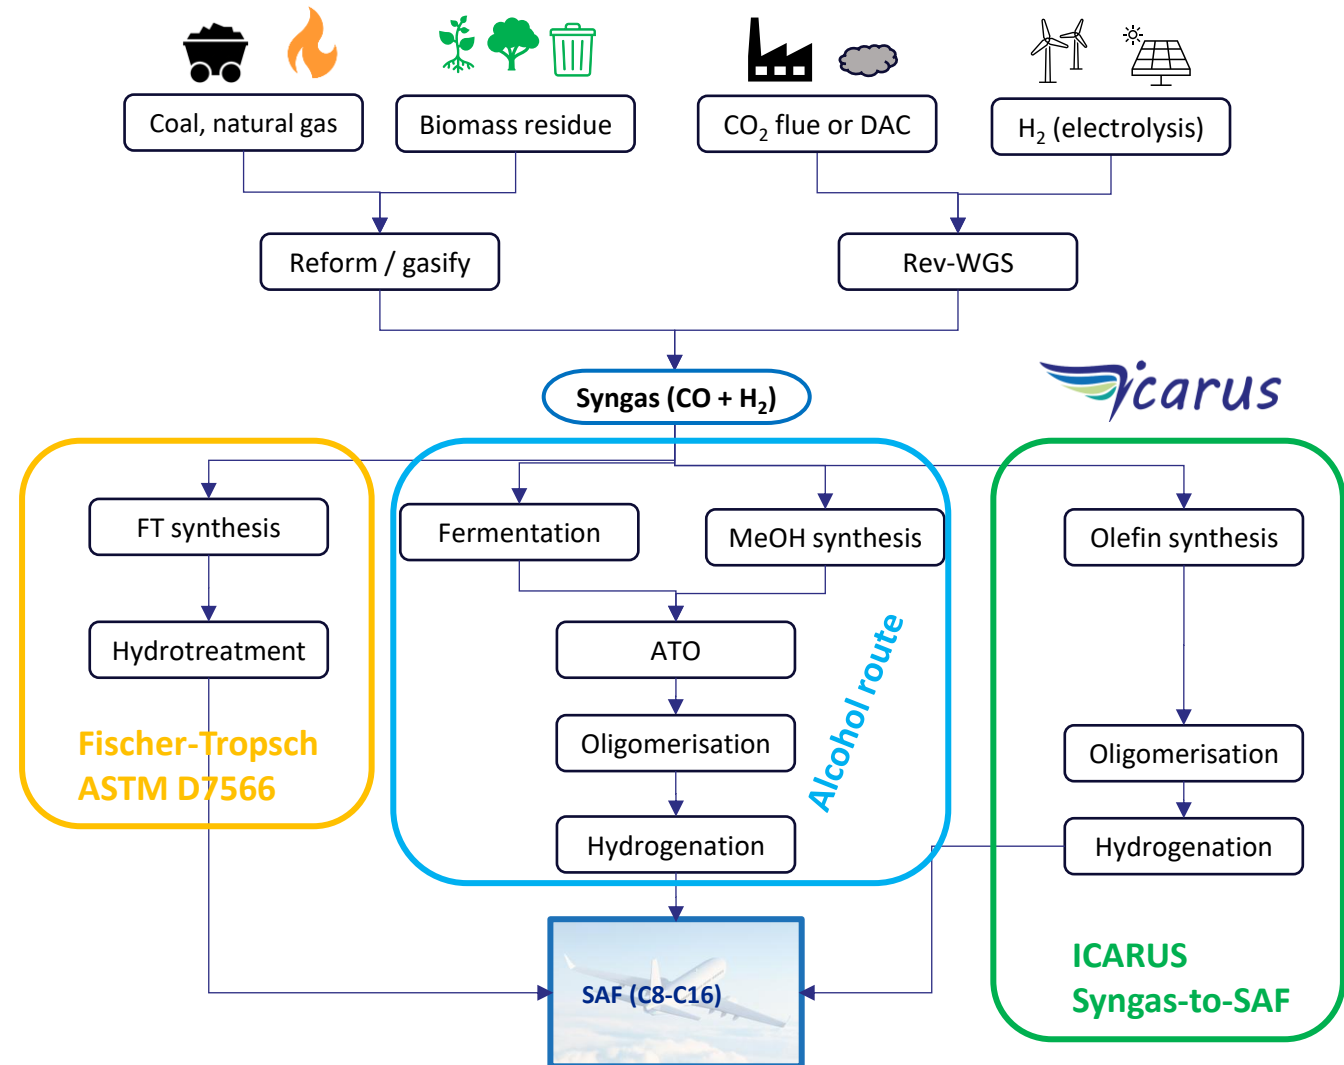 Coal, natural gas
Biomass residue
CO₂ flue or DAC
H₂ (electrolysis)
Reform / gasify
Rev-WGS
Syngas (CO + H₂)
icarus
FT synthesis
Fermentation
MeOH synthesis
Olefin synthesis
Hydrotreatment
ATO
Alcohol route
Fischer-Tropsch
ASTM D7566
Oligomerisation
Oligomerisation
Hydrogenation
Hydrogenation
SAF (C8-C16)
ICARUS
Syngas-to-SAF